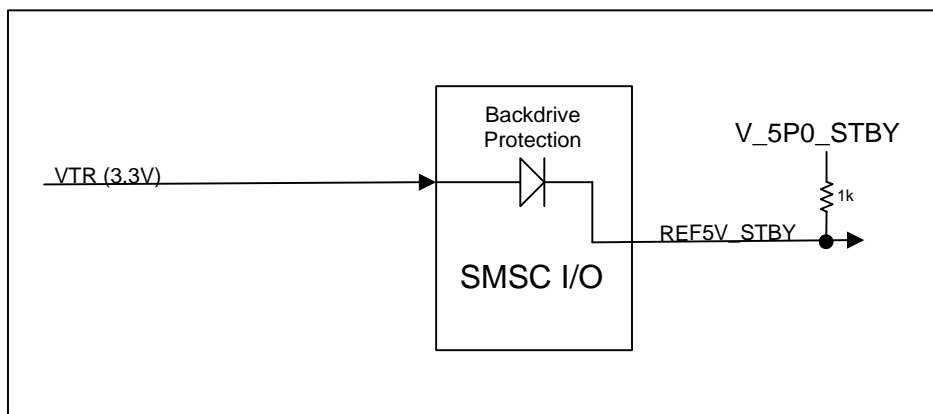 Backdrive
Protection
V_5P0_STBY
VTR (3.3V)
1k
REF5V_STBY
SMSC I/O